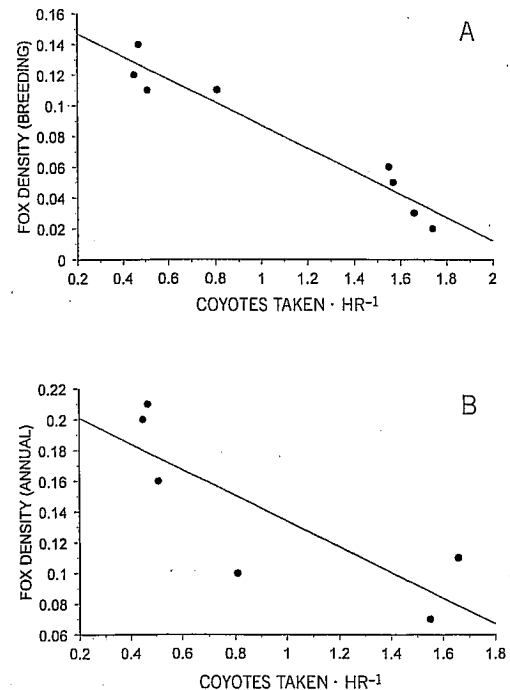 A
FOX DENSITY (BREEDING)
0.16
0.14
0.12
0.1
0.08
0.06
0.04
0.02
0
0.2 0.4 0.6 0.8 1 1.2 1.4 1.6 1.8 2
COYOTES TAKEN · HR-1
B
FOX DENSITY (ANNUAL)
0.22
0.2
0.18
0.16
0.14
0.12
0.1
0.08
0.06
0.2 0.4 0.6 0.8 1 1.2 1.4 1.6 1.8
COYOTES TAKEN · HR-1